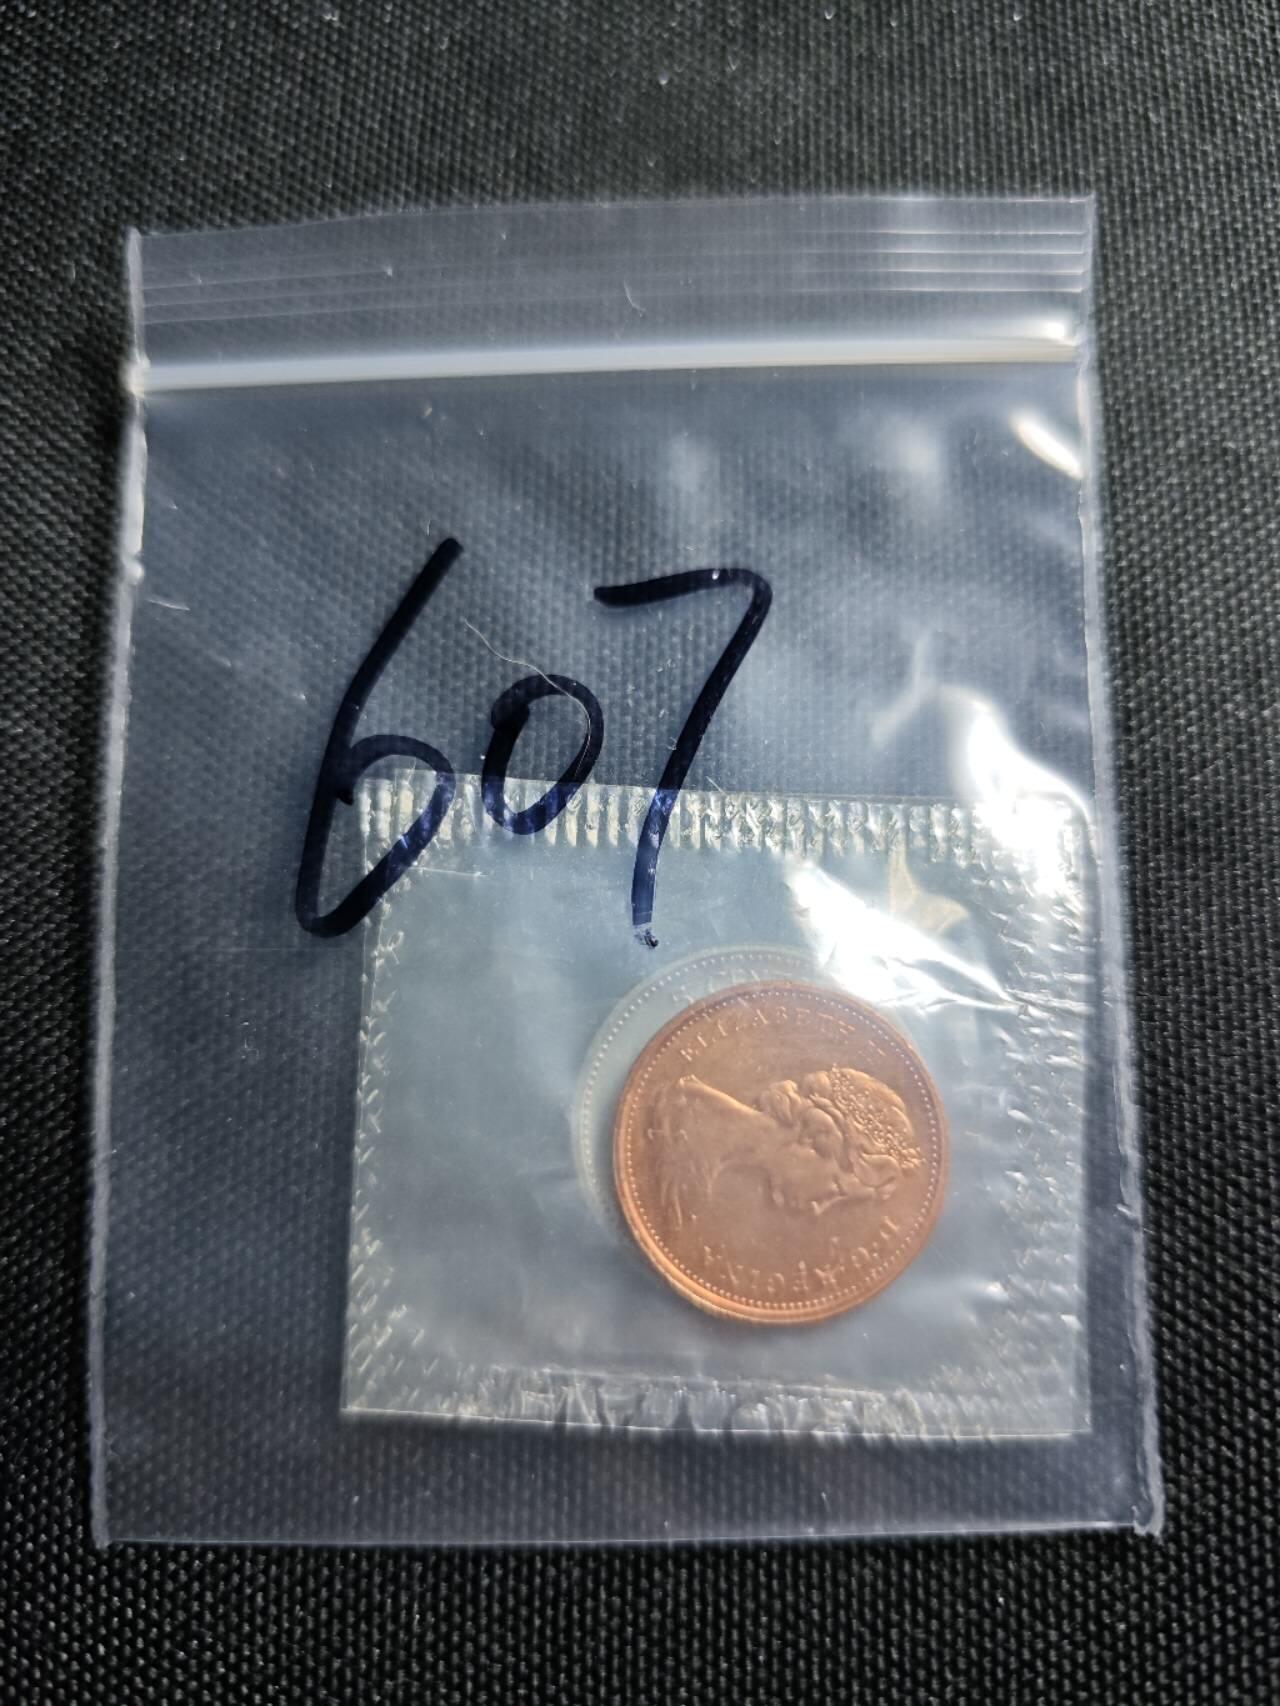 607
ELIZABETH II D·G·REGINA